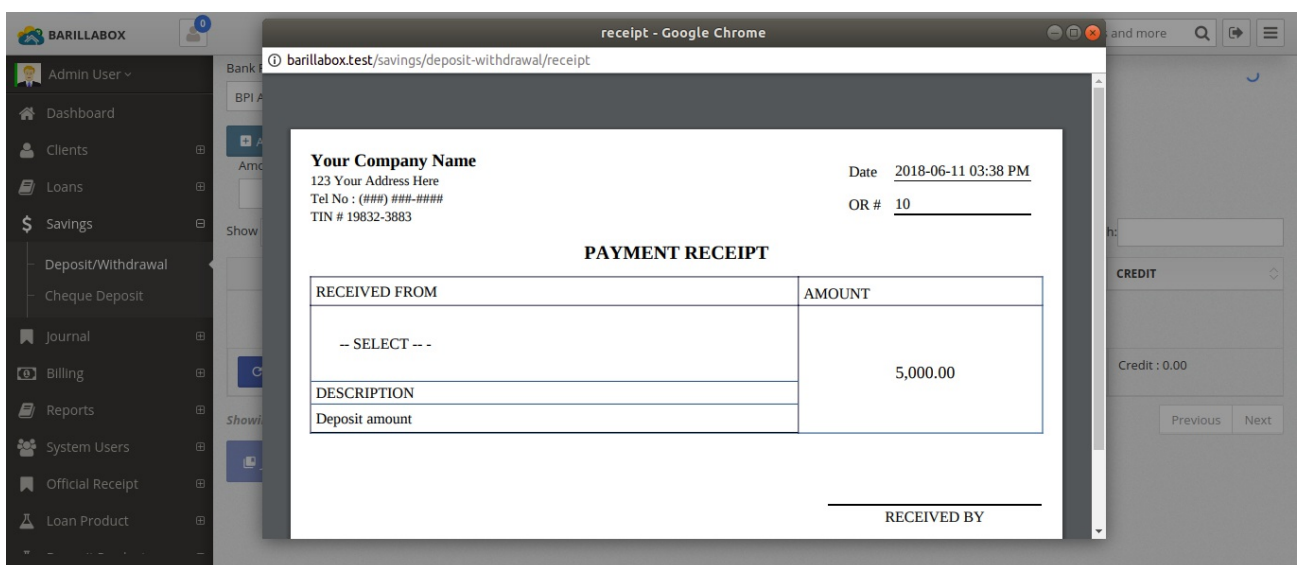 BARILLABOX
0
receipt - Google Chrome
and more
barillabox.test/savings/deposit-withdrawal/receipt
Admin User
Dashboard
Clients
Loans
Savings
Deposit/Withdrawal
Cheque Deposit
Journal
Billing
Reports
System Users
Official Receipt
Loan Product
Bank
BPI
Show
Your Company Name
123 Your Address Here
Tel No : (###) ###-####
TIN # 19832-3883
Date 2018-06-11 03:38 PM
OR # 10
PAYMENT RECEIPT
RECEIVED FROM AMOUNT
-- SELECT -- -
5,000.00
DESCRIPTION
Deposit amount
RECEIVED BY
CREDIT
Credit : 0.00
Previous Next